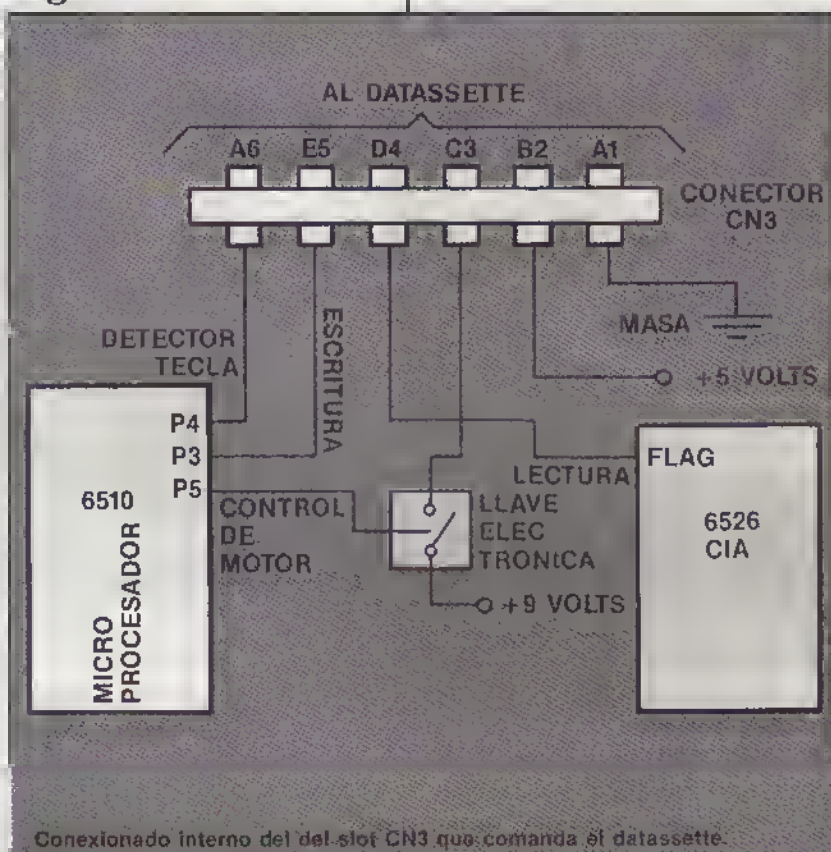 AL DATASSETTE
A6 E5 D4 C3 B2 A1
CONECTOR
CN3
DETECTOR
TECLA
ESCRITURA
MASA
+5 VOLTS
P4
P3
P5
6510
MICRO
PROCESADOR
CONTROL
DE
MOTOR
LECTURA
LLAVE
ELEC
TRONICA
+9 VOLTS
FLAG
6526
CIA
Conexionado interno del del slot CN3 que comanda el datassette.